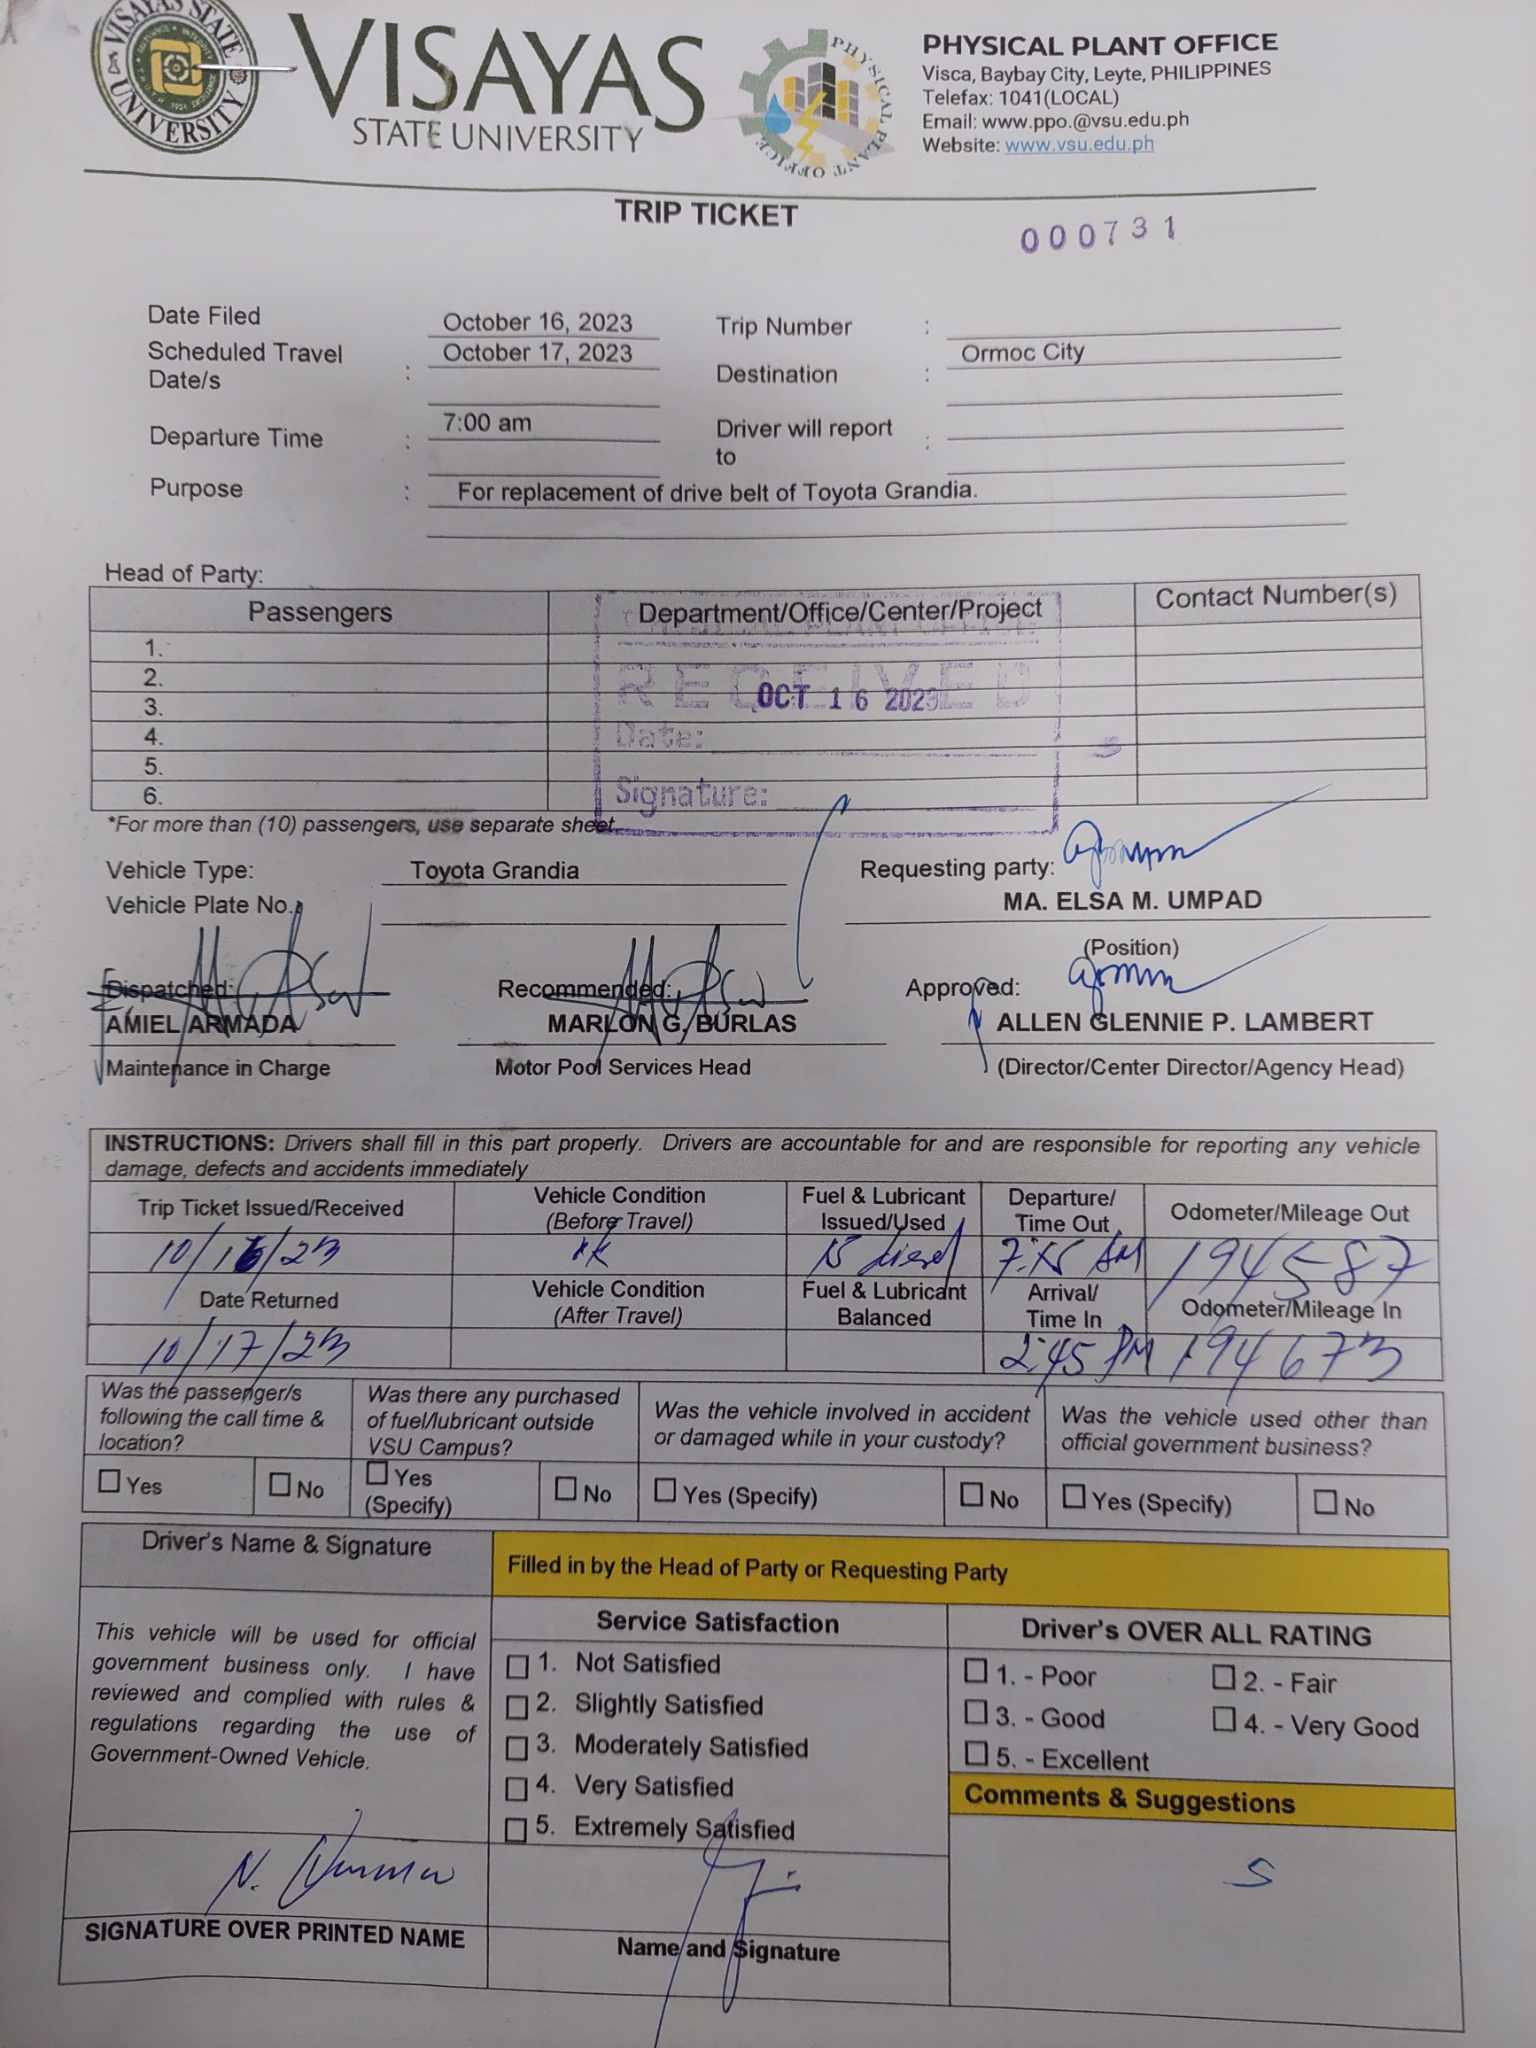 VISAYAS STATE
UNIVERSITY
VISAYAS
STATE UNIVERSITY
PHYSICAL PLANT OFFICE
PHYSICAL PLANT OFFICE
Visca, Baybay City, Leyte, PHILIPPINES
Telefax: 1041(LOCAL)
Email: www.ppo.@vsu.edu.ph
Website: www.vsu.edu.ph
TRIP TICKET
000731
Date Filed October 16, 2023 Trip Number :
Scheduled Travel Date/s : October 17, 2023 Destination : Ormoc City
Departure Time : 7:00 am Driver will report to :
Purpose : For replacement of drive belt of Toyota Grandia.
Head of Party:
Passengers Department/Office/Center/Project Contact Number(s)
1.
2.
3.
4.
5.
6.
PHYSICAL PLANT OFFICE
RECEIVED
OCT 16 2023
Date:
Signature:
*For more than (10) passengers, use separate sheet
Vehicle Type: Toyota Grandia Requesting party:
Vehicle Plate No.: MA. ELSA M. UMPAD
(Position)
Dispatched: Recommended: Approved:
AMIEL ARMADA MARLON G. BURLAS ALLEN GLENNIE P. LAMBERT
Maintenance in Charge Motor Pool Services Head (Director/Center Director/Agency Head)
INSTRUCTIONS: Drivers shall fill in this part properly. Drivers are accountable for and are responsible for reporting any vehicle
damage, defects and accidents immediately
Trip Ticket Issued/Received Vehicle Condition (Before Travel) Fuel & Lubricant Issued/Used Departure/ Time Out Odometer/Mileage Out
10/16/23 15 diesel 7:15 AM 194587
Date Returned Vehicle Condition (After Travel) Fuel & Lubricant Balanced Arrival/ Time In Odometer/Mileage In
10/17/23 2:45 PM 194673
Was the passenger/s following the call time & location? Was there any purchased of fuel/lubricant outside VSU Campus? Was the vehicle involved in accident or damaged while in your custody? Was the vehicle used other than official government business?
Yes No Yes (Specify) No Yes (Specify) No Yes (Specify) No
Driver's Name & Signature
Filled in by the Head of Party or Requesting Party
This vehicle will be used for official
government business only. I have
reviewed and complied with rules &
regulations regarding the use of
Government-Owned Vehicle.
Service Satisfaction
1. Not Satisfied
2. Slightly Satisfied
3. Moderately Satisfied
4. Very Satisfied
5. Extremely Satisfied
Driver's OVER ALL RATING
1. - Poor 2. - Fair
3. - Good 4. - Very Good
5. - Excellent
Comments & Suggestions
SIGNATURE OVER PRINTED NAME
Name and Signature